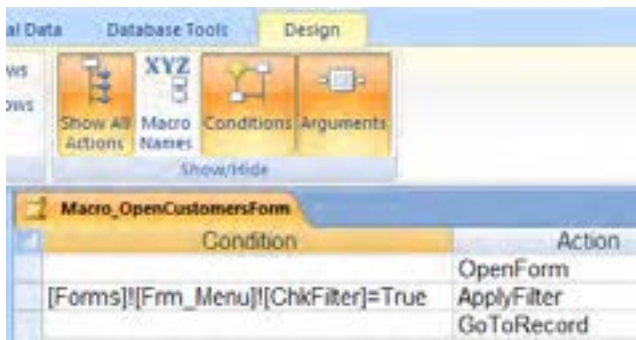 al Data Database Tools Design
ws
ows
Show All Actions
Macro Names
XYZ
Conditions
Arguments
Show/Hide
Macro_OpenCustomersForm
Condition Action
OpenForm
[Forms]![Frm_Menu]![ChkFilter]=True ApplyFilter
GoToRecord